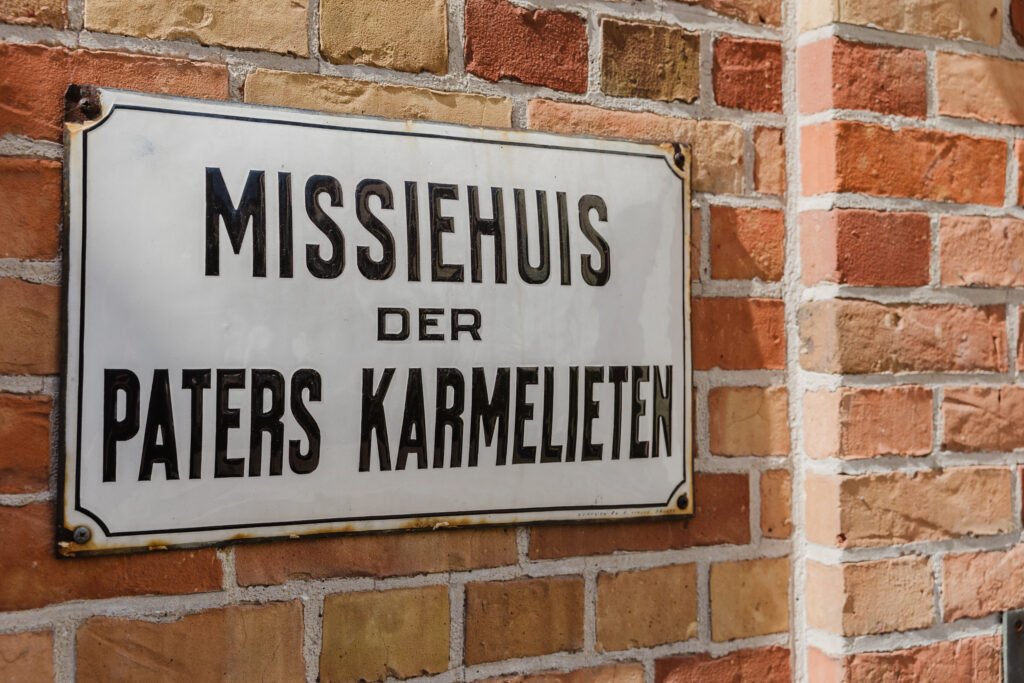 MISSIEHUIS
DER
PATERS KARMELIETEN